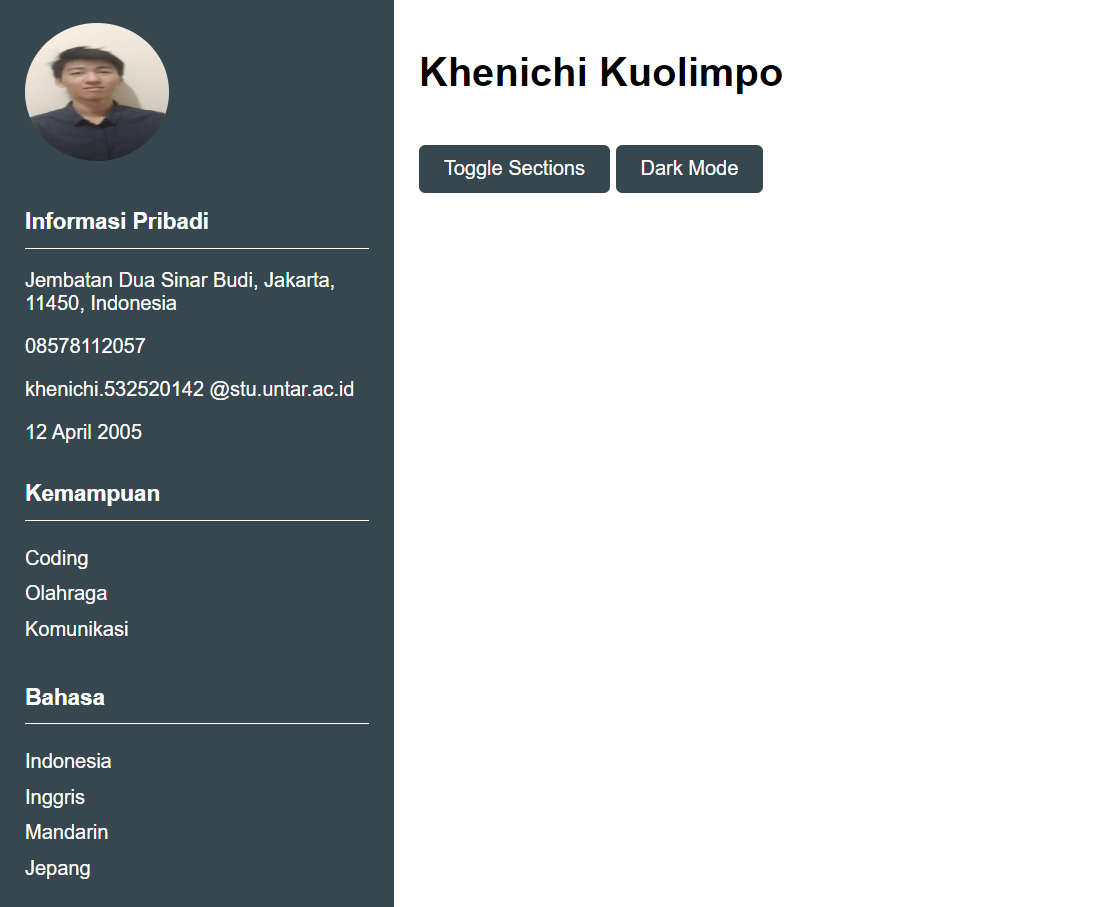 Informasi Pribadi
Jembatan Dua Sinar Budi, Jakarta,
11450, Indonesia
08578112057
khenichi.532520142 @stu.untar.ac.id
12 April 2005
Kemampuan
Coding
Olahraga
Komunikasi
Bahasa
Indonesia
Inggris
Mandarin
Jepang
Khenichi Kuolimpo
Toggle Sections
Dark Mode